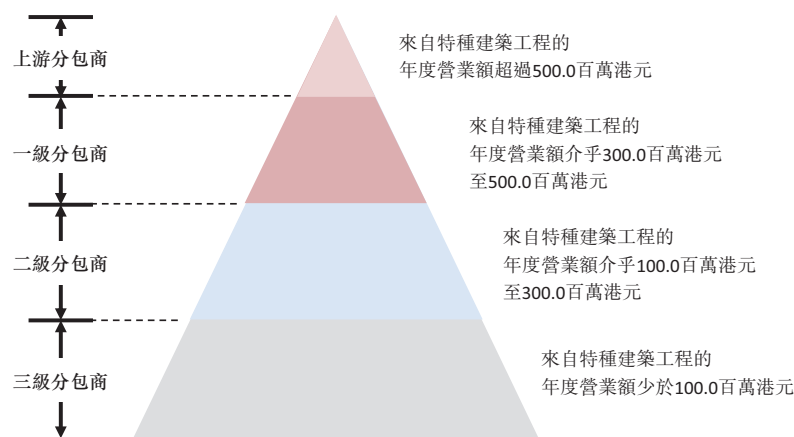 上游分包商
來自特種建築工程的
年度營業額超過500.0百萬港元
一級分包商
來自特種建築工程的
年度營業額介乎300.0百萬港元
至500.0百萬港元
二級分包商
來自特種建築工程的
年度營業額介乎100.0百萬港元
至300.0百萬港元
三級分包商
來自特種建築工程的
年度營業額少於100.0百萬港元